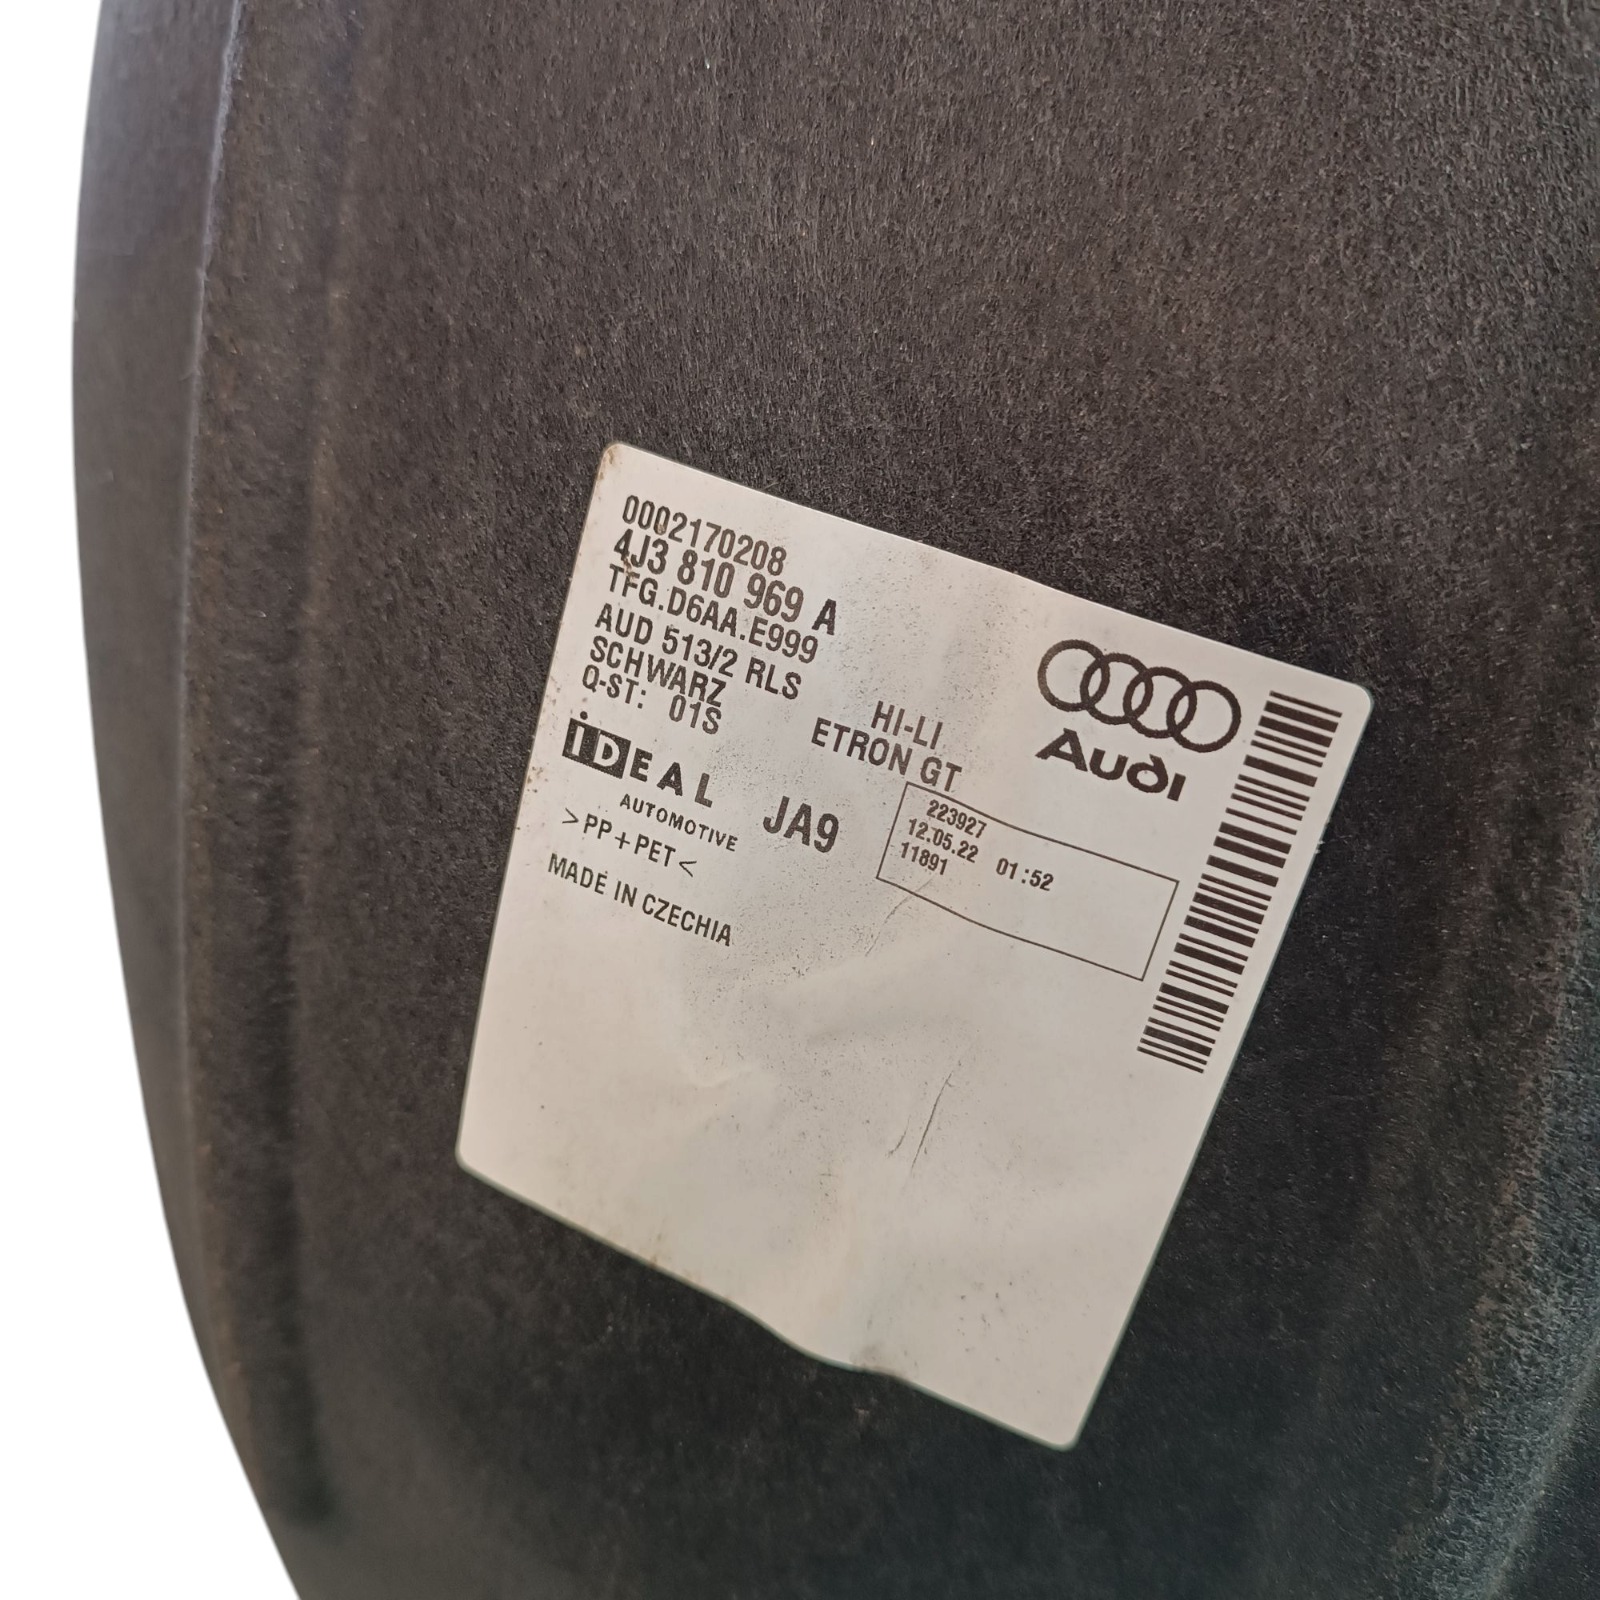 0002170208
4J3 810 969 A
TFG.D6AA.E999
AUD 513/2 RLS
SCHWARZ HI-LI
Q-ST: 01S ETRON GT
Audi
iDEAL
AUTOMOTIVE
JA9
223927
12.05.22 01:52
11891
>PP+PET<
MADE IN CZECHIA